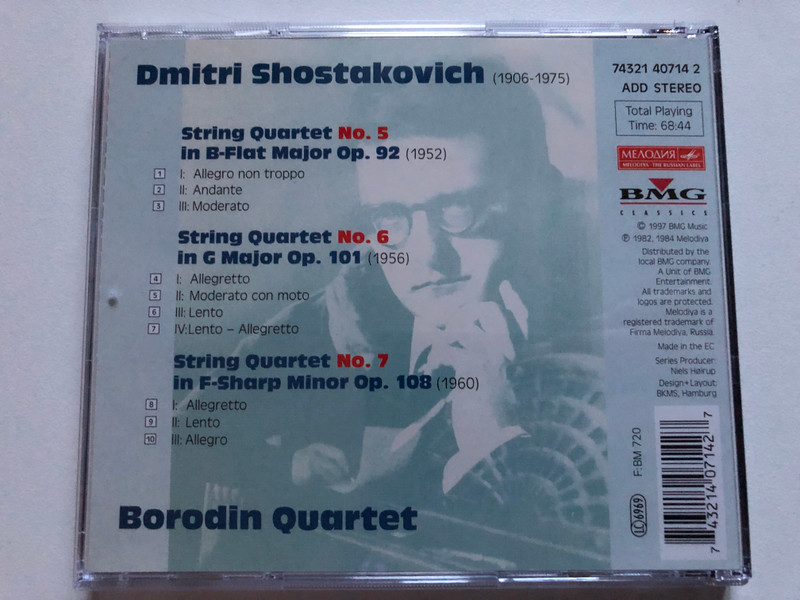 Dmitri Shostakovich (1906-1975)
String Quartet No. 5
in B-Flat Major Op. 92 (1952)
1 I: Allegro non troppo
2 II: Andante
3 III: Moderato
String Quartet No. 6
in G Major Op. 101 (1956)
4 I: Allegretto
5 II: Moderato con moto
6 III: Lento
7 IV: Lento – Allegretto
String Quartet No. 7
in F-Sharp Minor Op. 108 (1960)
8 I: Allegretto
9 II: Lento
10 III: Allegro
Borodin Quartet
74321 40714 2
ADD STEREO
Total Playing
Time: 68:44
МЕЛОДИЯ
MELODIYA · THE RUSSIAN LABEL
BMG
CLASSICS
© 1997 BMG Music
℗ 1982, 1984 Melodiya
Distributed by the
local BMG company.
A Unit of BMG
Entertainment.
All trademarks and
logos are protected.
Melodiya is a
registered trademark of
Firma Melodiya, Russia.
Made in the EC
Series Producer:
Niels Høirup
Design+Layout:
BKMS, Hamburg
F: BM 720
LC 6969
7 43214 07142 7